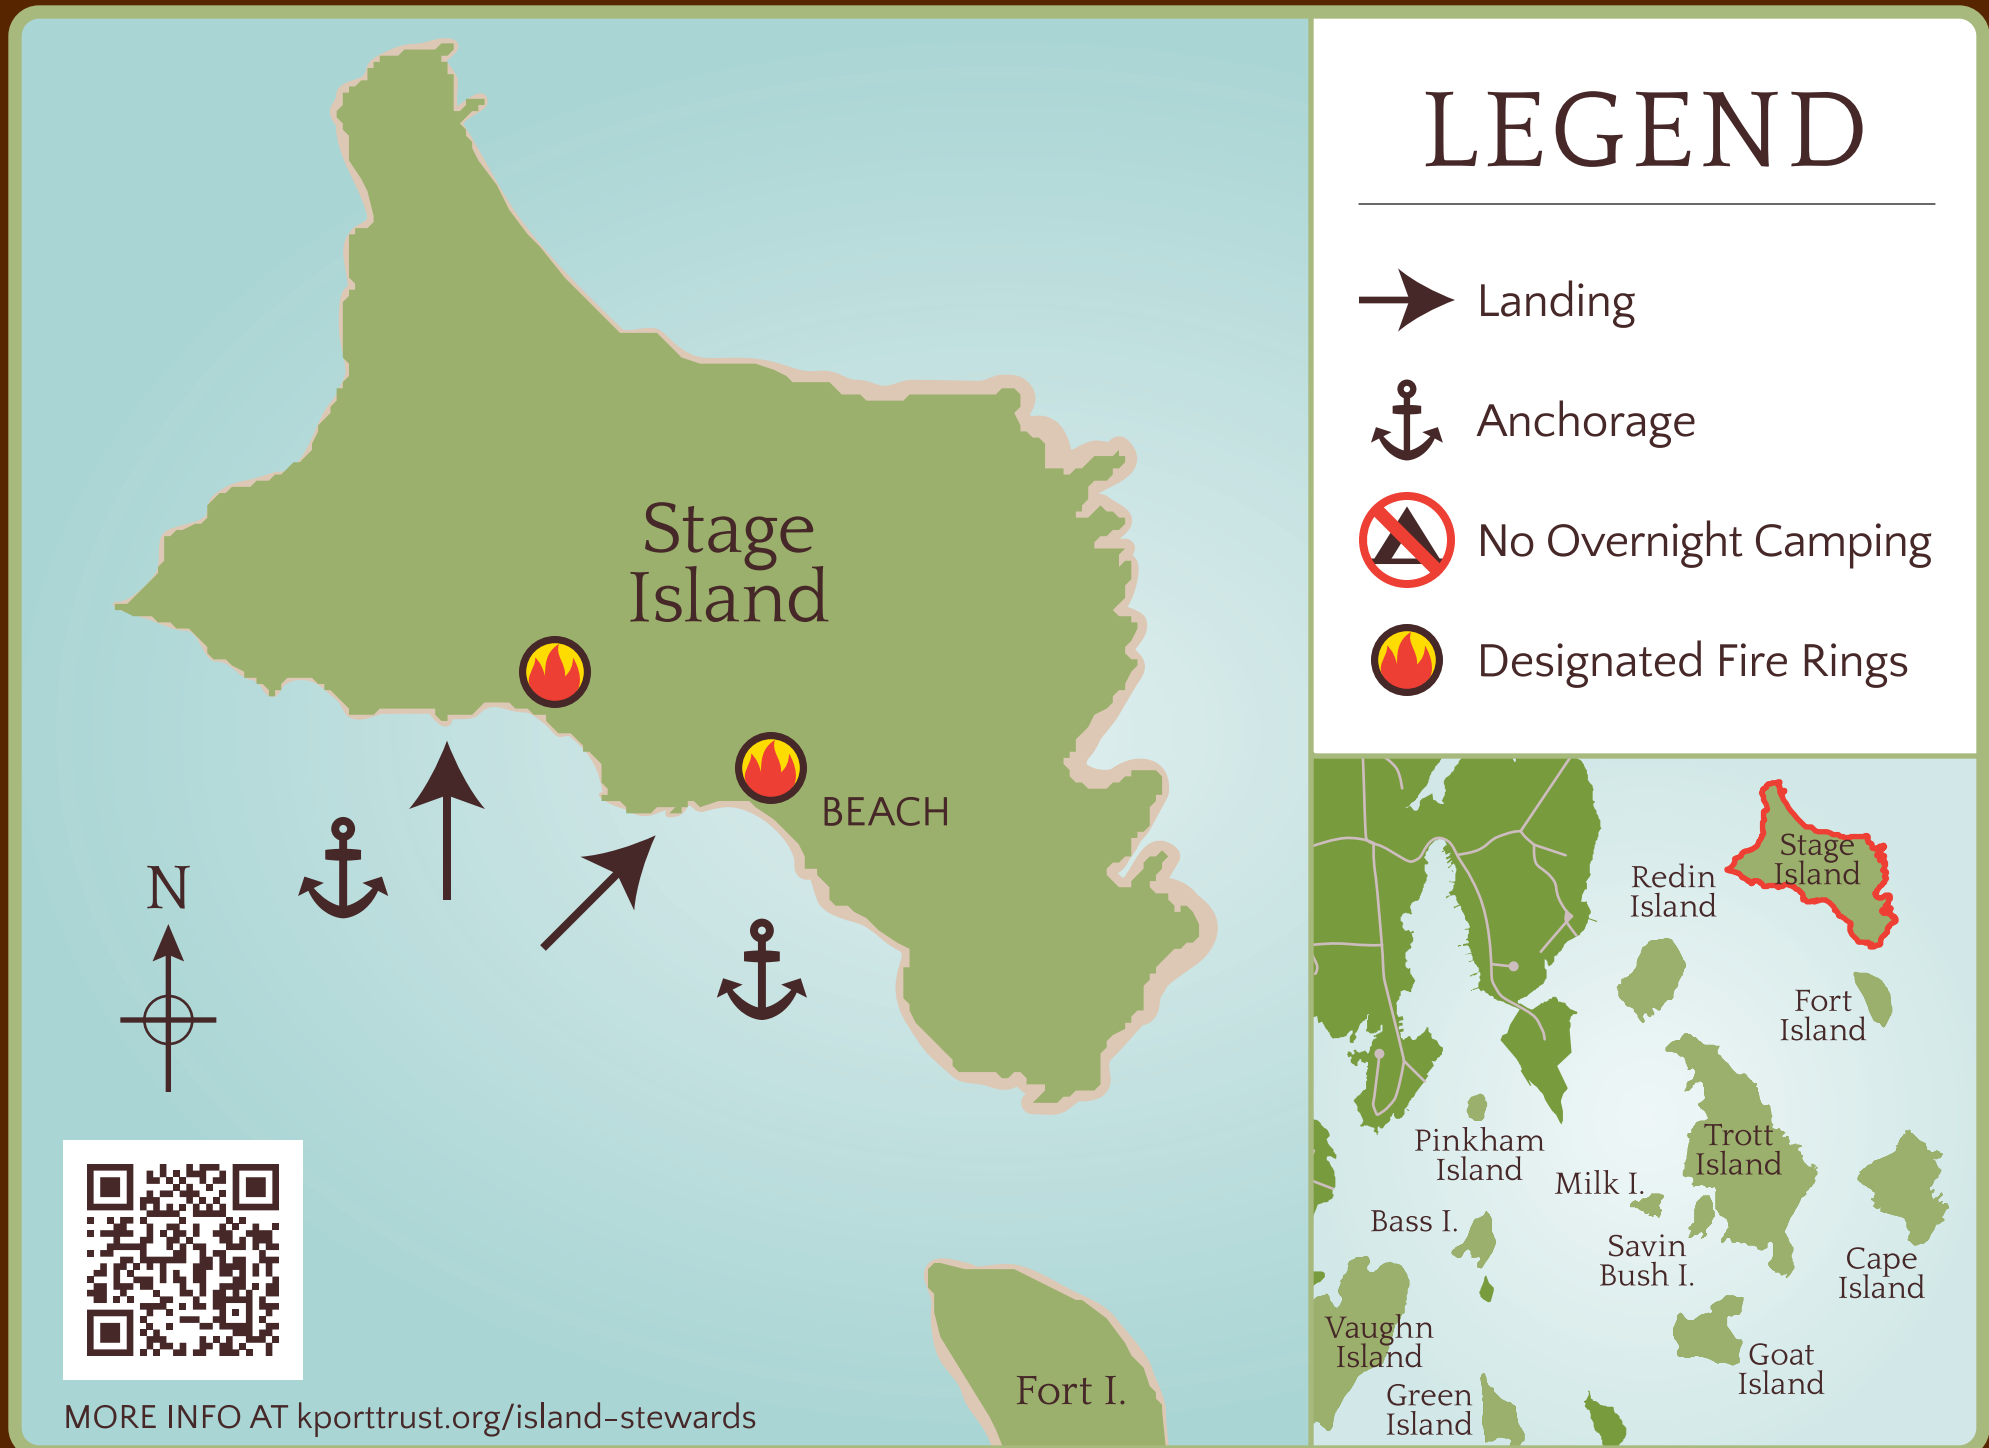 Stage
Island
BEACH
N
Fort I.
MORE INFO AT kporttrust.org/island-stewards
LEGEND
Landing
Anchorage
No Overnight Camping
Designated Fire Rings
Stage
Island
Redin
Island
Fort
Island
Pinkham
Island
Trott
Island
Milk I.
Bass I.
Savin
Bush I.
Cape
Island
Vaughn
Island
Goat
Island
Green
Island